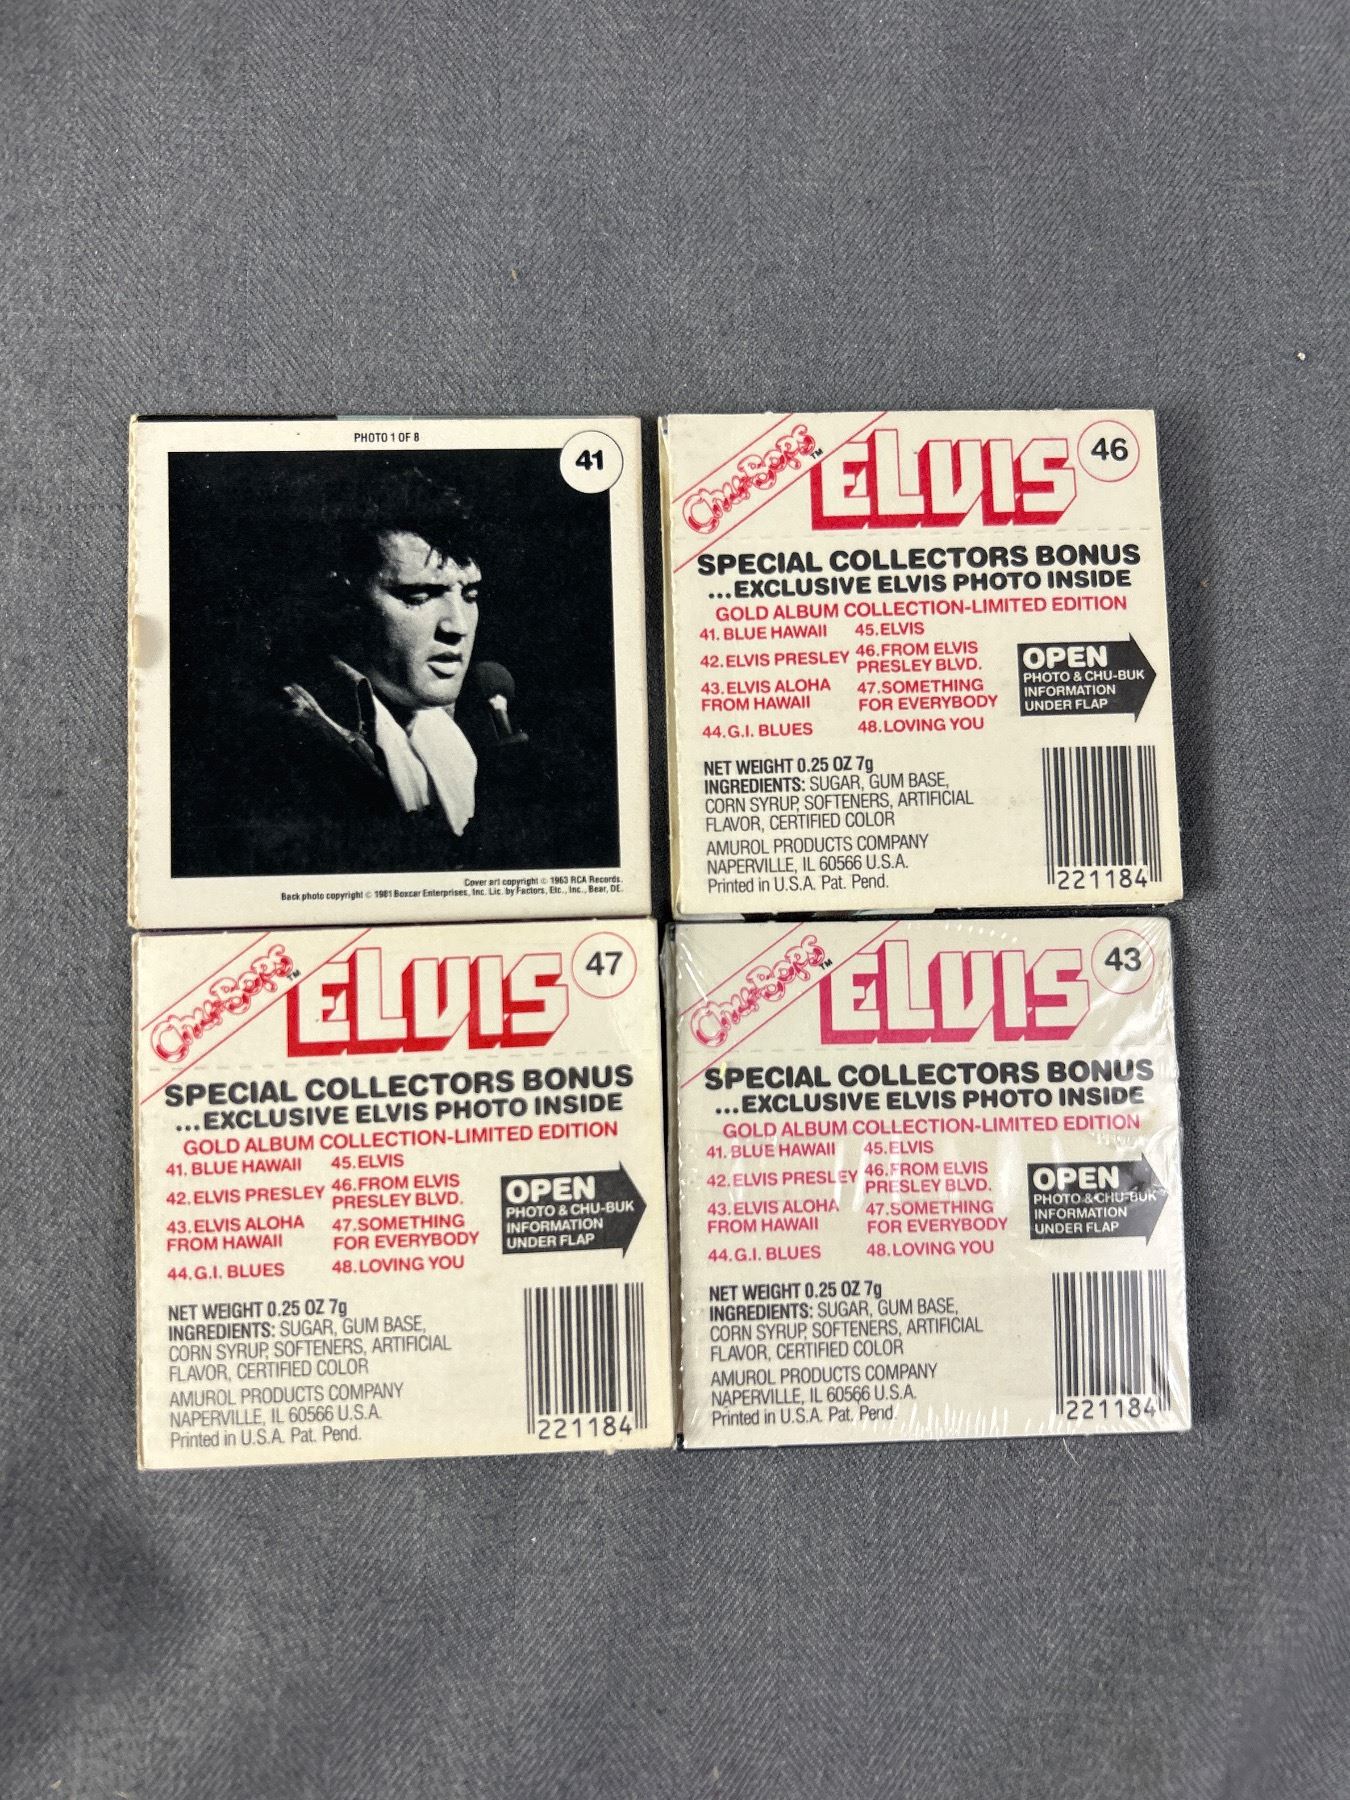 PHOTO 1 OF 8
41
Cover art copyright © 1963 RCA Records.
Back photo copyright © 1981 Boxcar Enterprises, Inc. Lic. by Factors, Etc., Inc., Bear, DE.
Chu-Bops™
ELVIS
46
SPECIAL COLLECTORS BONUS
...EXCLUSIVE ELVIS PHOTO INSIDE
GOLD ALBUM COLLECTION-LIMITED EDITION
41. BLUE HAWAII
42. ELVIS PRESLEY
43. ELVIS ALOHA
FROM HAWAII
44. G.I. BLUES
45. ELVIS
46. FROM ELVIS
PRESLEY BLVD.
47. SOMETHING
FOR EVERYBODY
48. LOVING YOU
OPEN
PHOTO & CHU-BUK
INFORMATION
UNDER FLAP
NET WEIGHT 0.25 OZ 7g
INGREDIENTS: SUGAR, GUM BASE,
CORN SYRUP, SOFTENERS, ARTIFICIAL
FLAVOR, CERTIFIED COLOR
AMUROL PRODUCTS COMPANY
NAPERVILLE, IL 60566 U.S.A.
Printed in U.S.A. Pat. Pend.
221184
Chu-Bops™
ELVIS
47
SPECIAL COLLECTORS BONUS
...EXCLUSIVE ELVIS PHOTO INSIDE
GOLD ALBUM COLLECTION-LIMITED EDITION
41. BLUE HAWAII
42. ELVIS PRESLEY
43. ELVIS ALOHA
FROM HAWAII
44. G.I. BLUES
45. ELVIS
46. FROM ELVIS
PRESLEY BLVD.
47. SOMETHING
FOR EVERYBODY
48. LOVING YOU
OPEN
PHOTO & CHU-BUK
INFORMATION
UNDER FLAP
NET WEIGHT 0.25 OZ 7g
INGREDIENTS: SUGAR, GUM BASE,
CORN SYRUP, SOFTENERS, ARTIFICIAL
FLAVOR, CERTIFIED COLOR
AMUROL PRODUCTS COMPANY
NAPERVILLE, IL 60566 U.S.A.
Printed in U.S.A. Pat. Pend.
221184
Chu-Bops™
ELVIS
43
SPECIAL COLLECTORS BONUS
...EXCLUSIVE ELVIS PHOTO INSIDE
GOLD ALBUM COLLECTION-LIMITED EDITION
41. BLUE HAWAII
42. ELVIS PRESLEY
43. ELVIS ALOHA
FROM HAWAII
44. G.I. BLUES
45. ELVIS
46. FROM ELVIS
PRESLEY BLVD.
47. SOMETHING
FOR EVERYBODY
48. LOVING YOU
OPEN
PHOTO & CHU-BUK
INFORMATION
UNDER FLAP
NET WEIGHT 0.25 OZ 7g
INGREDIENTS: SUGAR, GUM BASE,
CORN SYRUP, SOFTENERS, ARTIFICIAL
FLAVOR, CERTIFIED COLOR
AMUROL PRODUCTS COMPANY
NAPERVILLE, IL 60566 U.S.A.
Printed in U.S.A. Pat. Pend.
221184